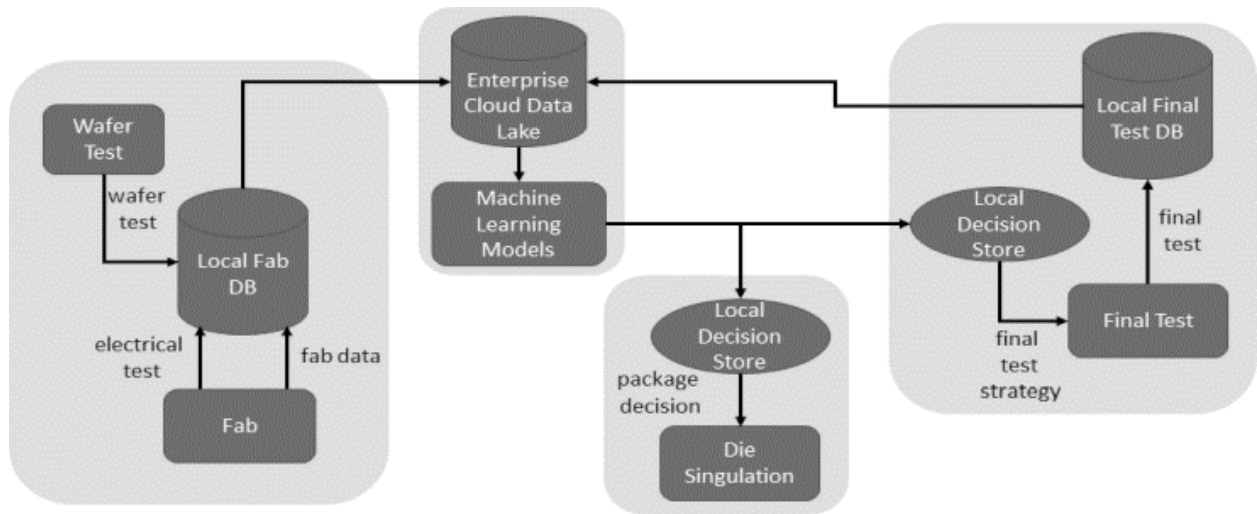 Wafer
Test
wafer
test
Local Fab
DB
electrical
test
fab data
Fab
Enterprise
Cloud Data
Lake
Machine
Learning
Models
Local
Decision
Store
package
decision
Die
Singulation
Local Final
Test DB
Local
Decision
Store
final
test
Final Test
final
test
strategy